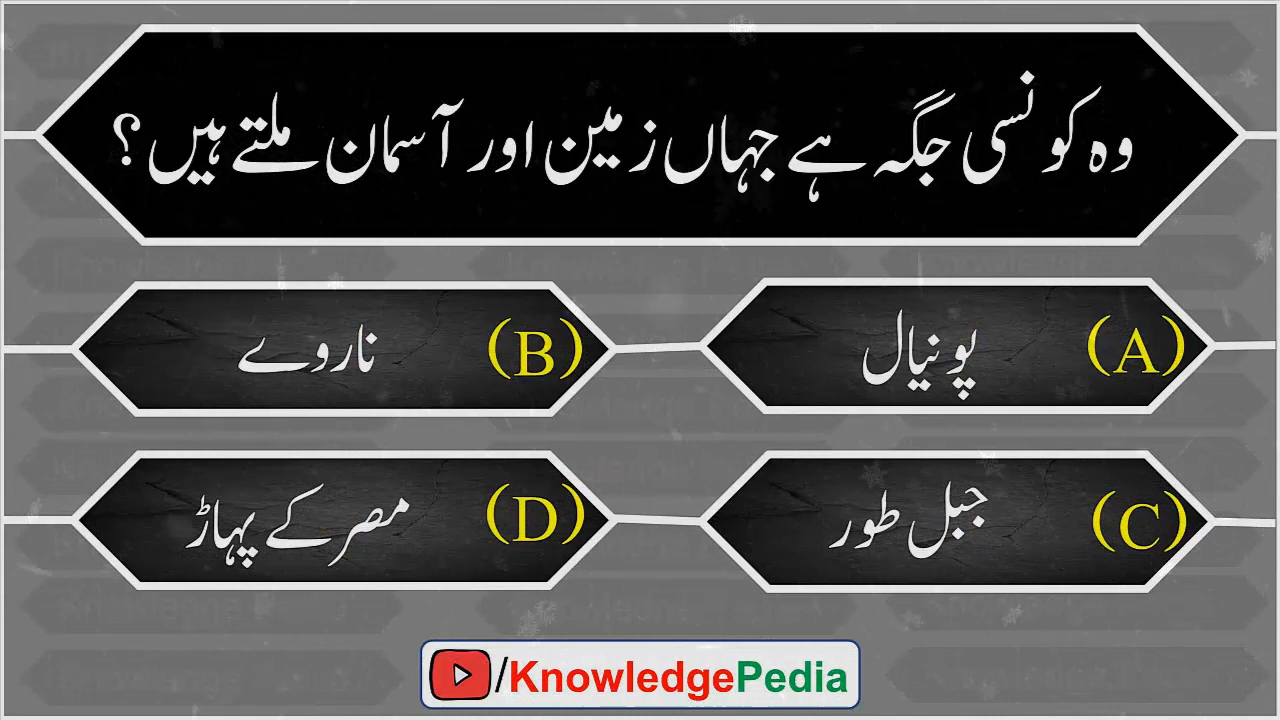 وہ کونسی جگہ ہے جہاں زمین اور آسمان ملتے ہیں؟
(A) پونیال
(B) ناروے
(C) جبل طور
(D) مصر کے پہاڑ
/KnowledgePedia